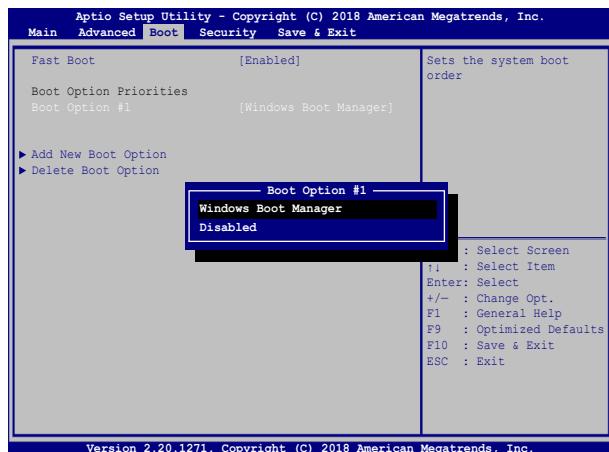 Aptio Setup Utility - Copyright (C) 2018 American Megatrends, Inc.
Main Advanced Boot Security Save & Exit
Fast Boot [Enabled]
Boot Option Priorities
Boot Option #1 [Windows Boot Manager]
▶ Add New Boot Option
▶ Delete Boot Option
Boot Option #1
Windows Boot Manager
Disabled
Sets the system boot
order
: Select Screen
↑↓ : Select Item
Enter: Select
+/— : Change Opt.
F1 : General Help
F9 : Optimized Defaults
F10 : Save & Exit
ESC : Exit
Version 2.20.1271. Copyright (C) 2018 American Megatrends, Inc.